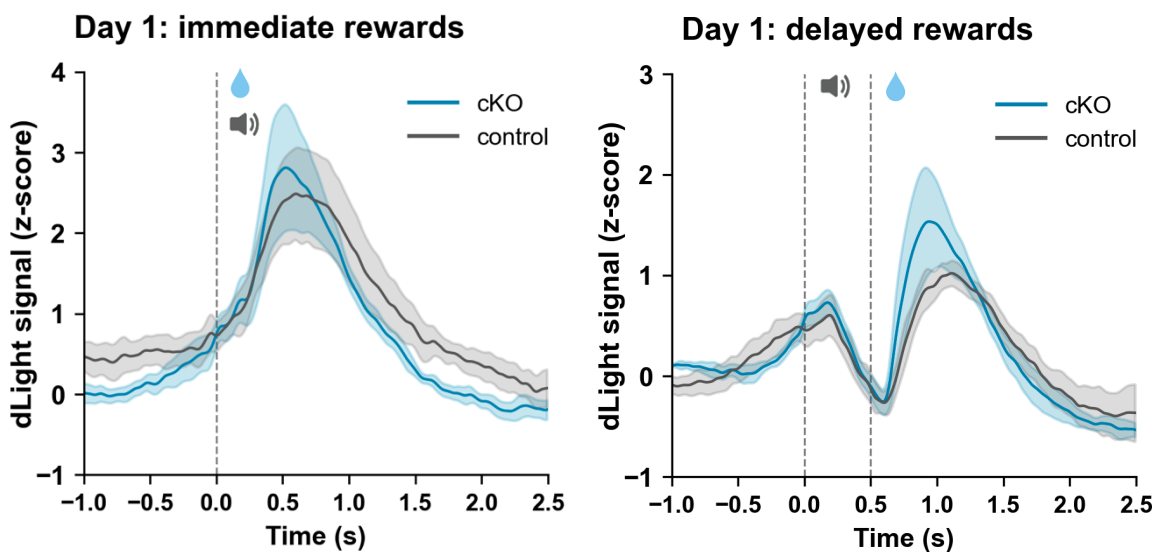 Day 1: immediate rewards
4
3
2
1
0
−1
dLight signal (z-score)
cKO
control
−1.0 −0.5 0.0 0.5 1.0 1.5 2.0 2.5
Time (s)
Day 1: delayed rewards
3
2
1
0
−1
dLight signal (z-score)
cKO
control
−1.0 −0.5 0.0 0.5 1.0 1.5 2.0 2.5
Time (s)